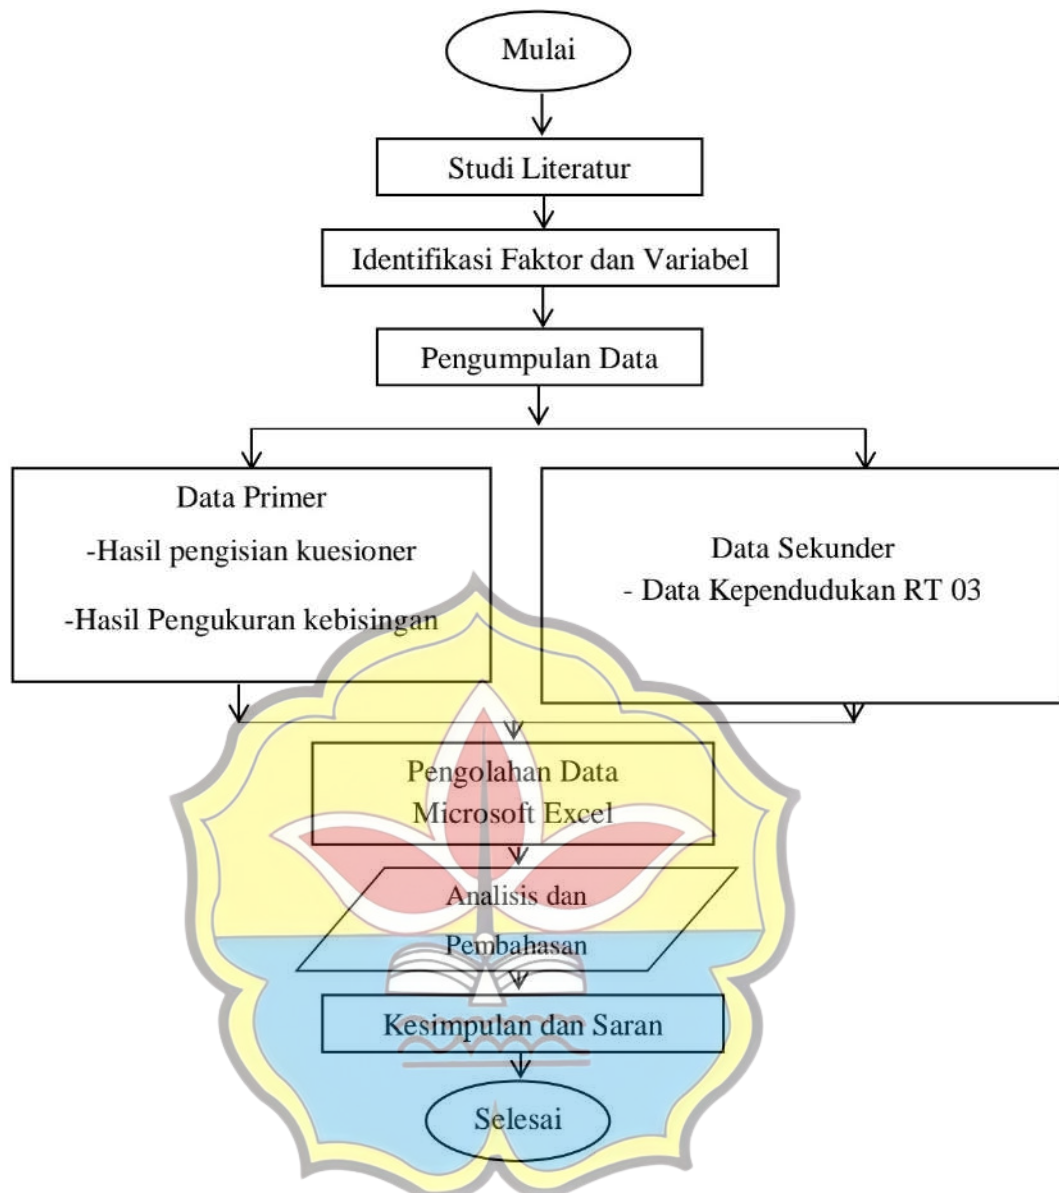 Mulai
Studi Literatur
Identifikasi Faktor dan Variabel
Pengumpulan Data
Data Primer
-Hasil pengisian kuesioner
-Hasil Pengukuran kebisingan
Data Sekunder
- Data Kependudukan RT 03
Pengolahan Data
Microsoft Excel
Analisis dan
Pembahasan
Kesimpulan dan Saran
Selesai